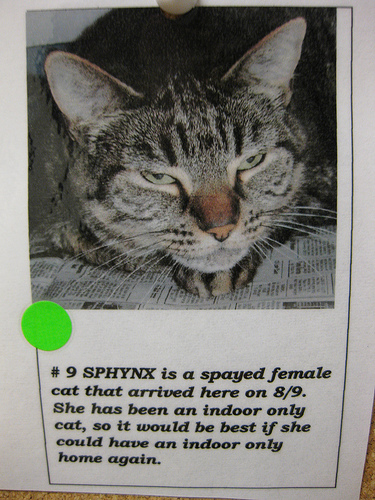 # 9 SPHYNX is a spayed female
cat that arrived here on 8/9.
She has been an indoor only
cat, so it would be best if she
could have an indoor only
home again.